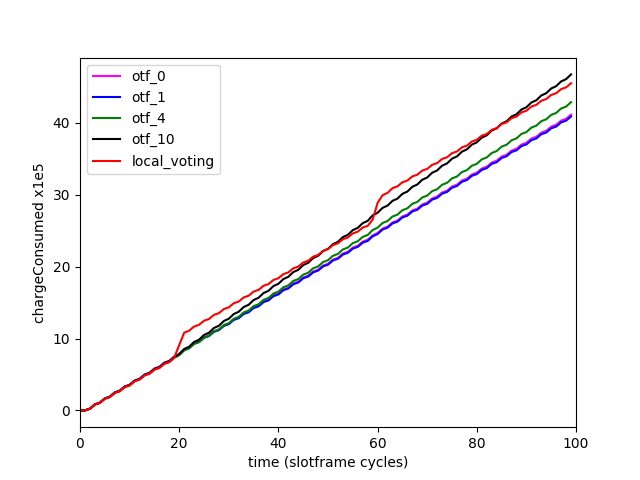 otf_0
otf_1
otf_4
otf_10
local_voting
chargeConsumed x1e5
40
30
20
10
0
0 20 40 60 80 100
time (slotframe cycles)